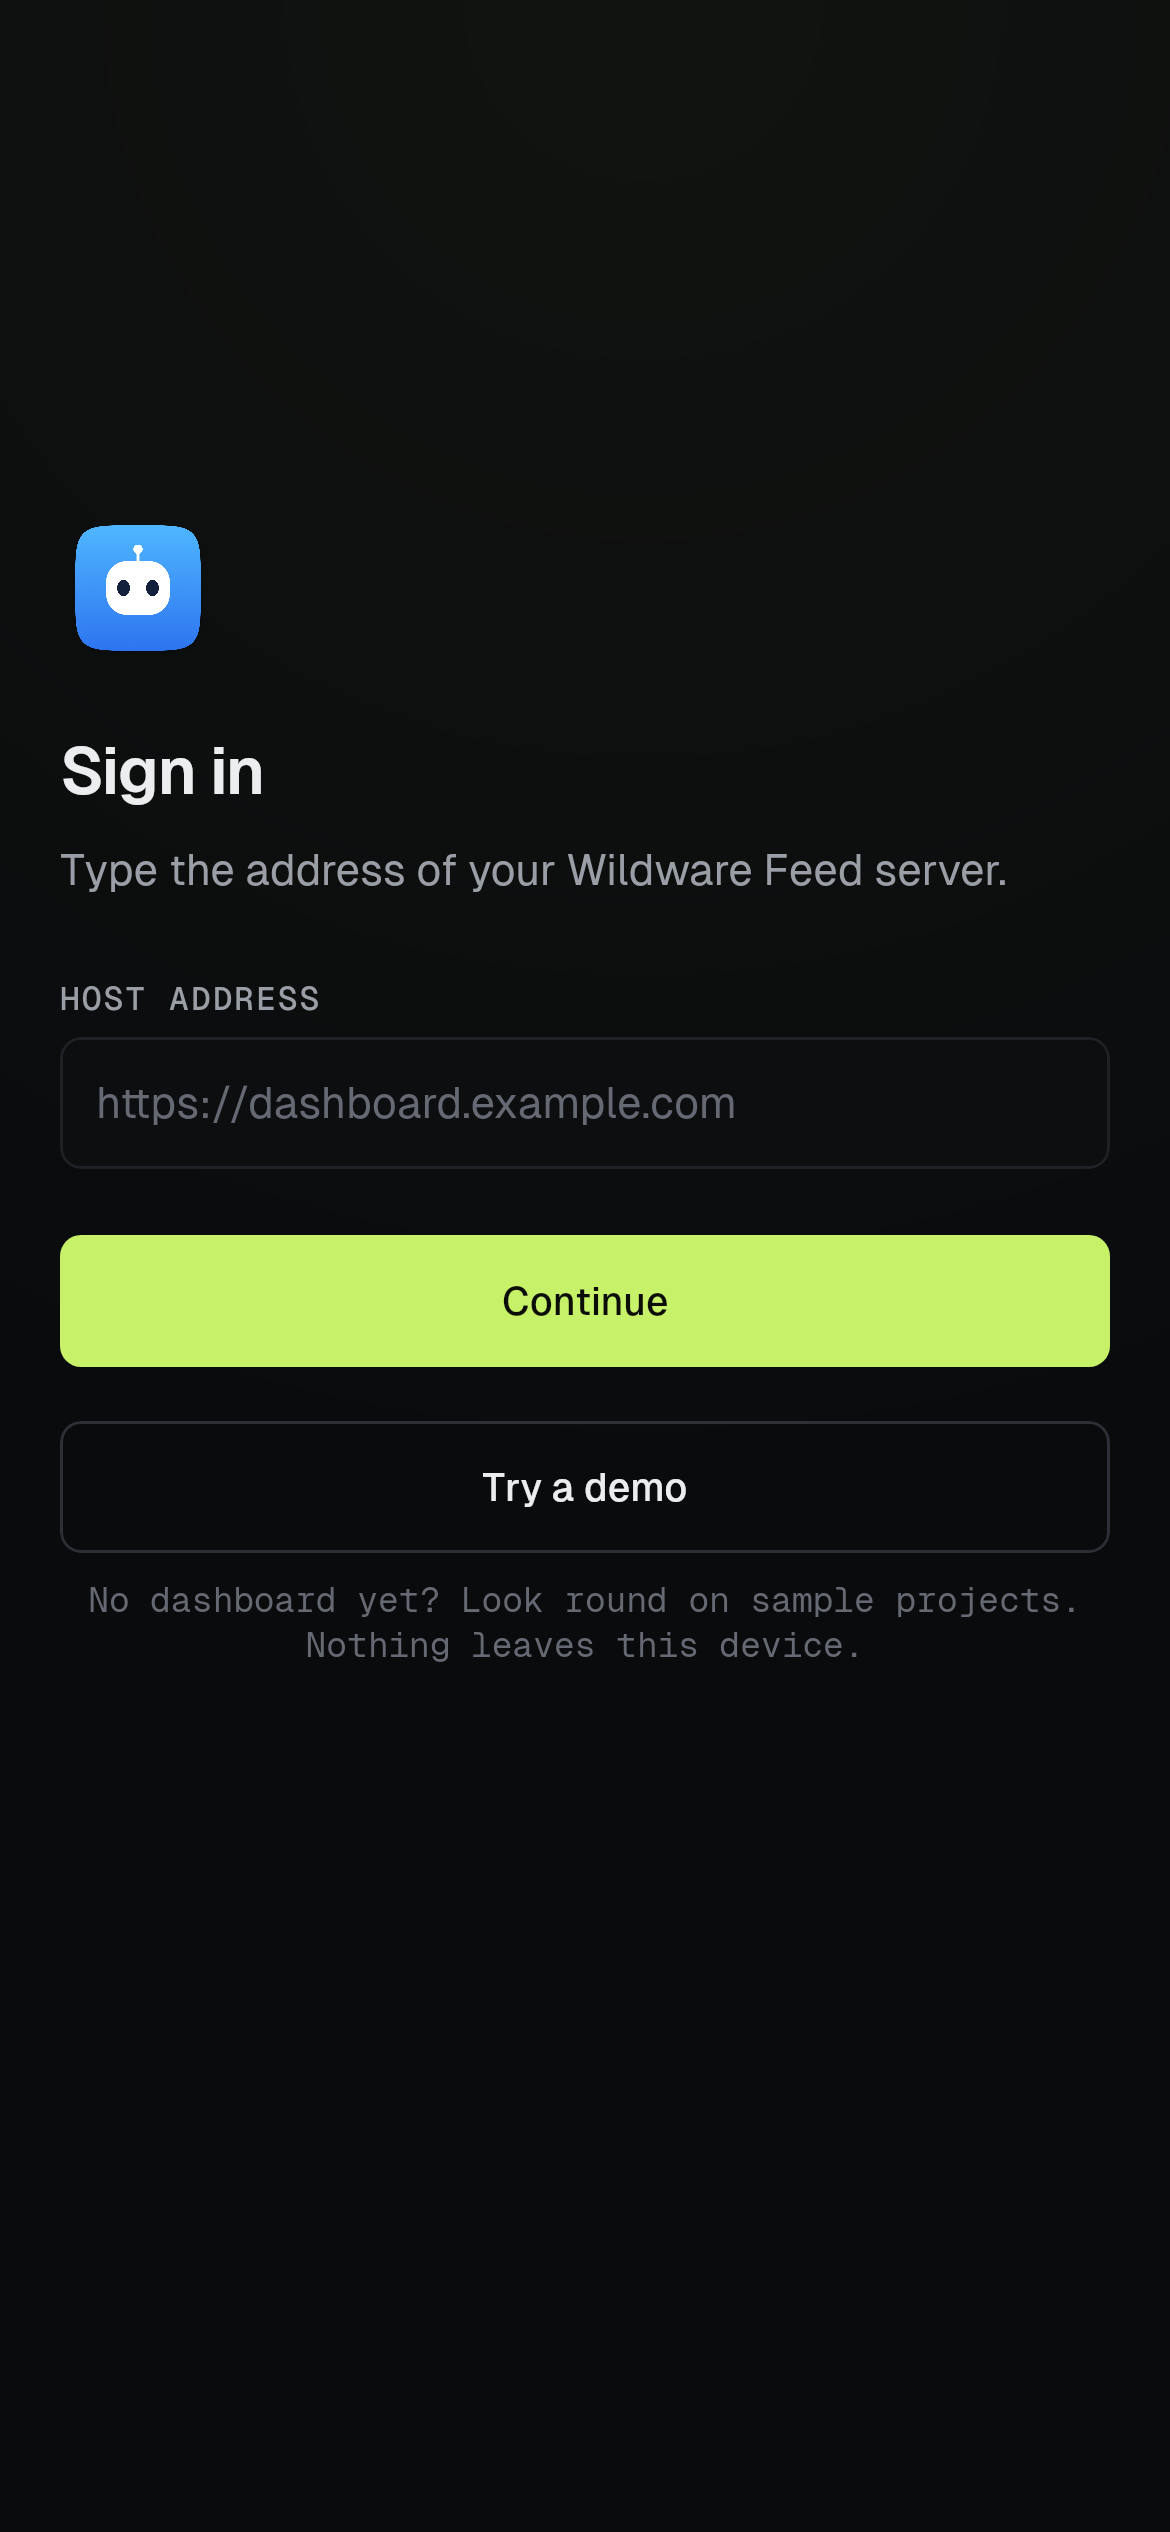 Sign in
Type the address of your Wildware Feed server.
HOST ADDRESS
https://dashboard.example.com
Continue
Try a demo
No dashboard yet? Look round on sample projects.
Nothing leaves this device.